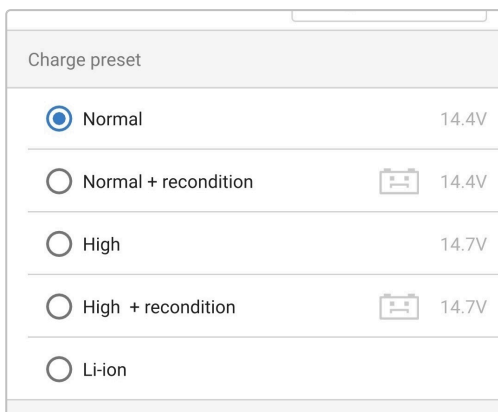 Charge preset
Normal 14.4V
Normal + recondition 14.4V
High 14.7V
High + recondition 14.7V
Li-ion